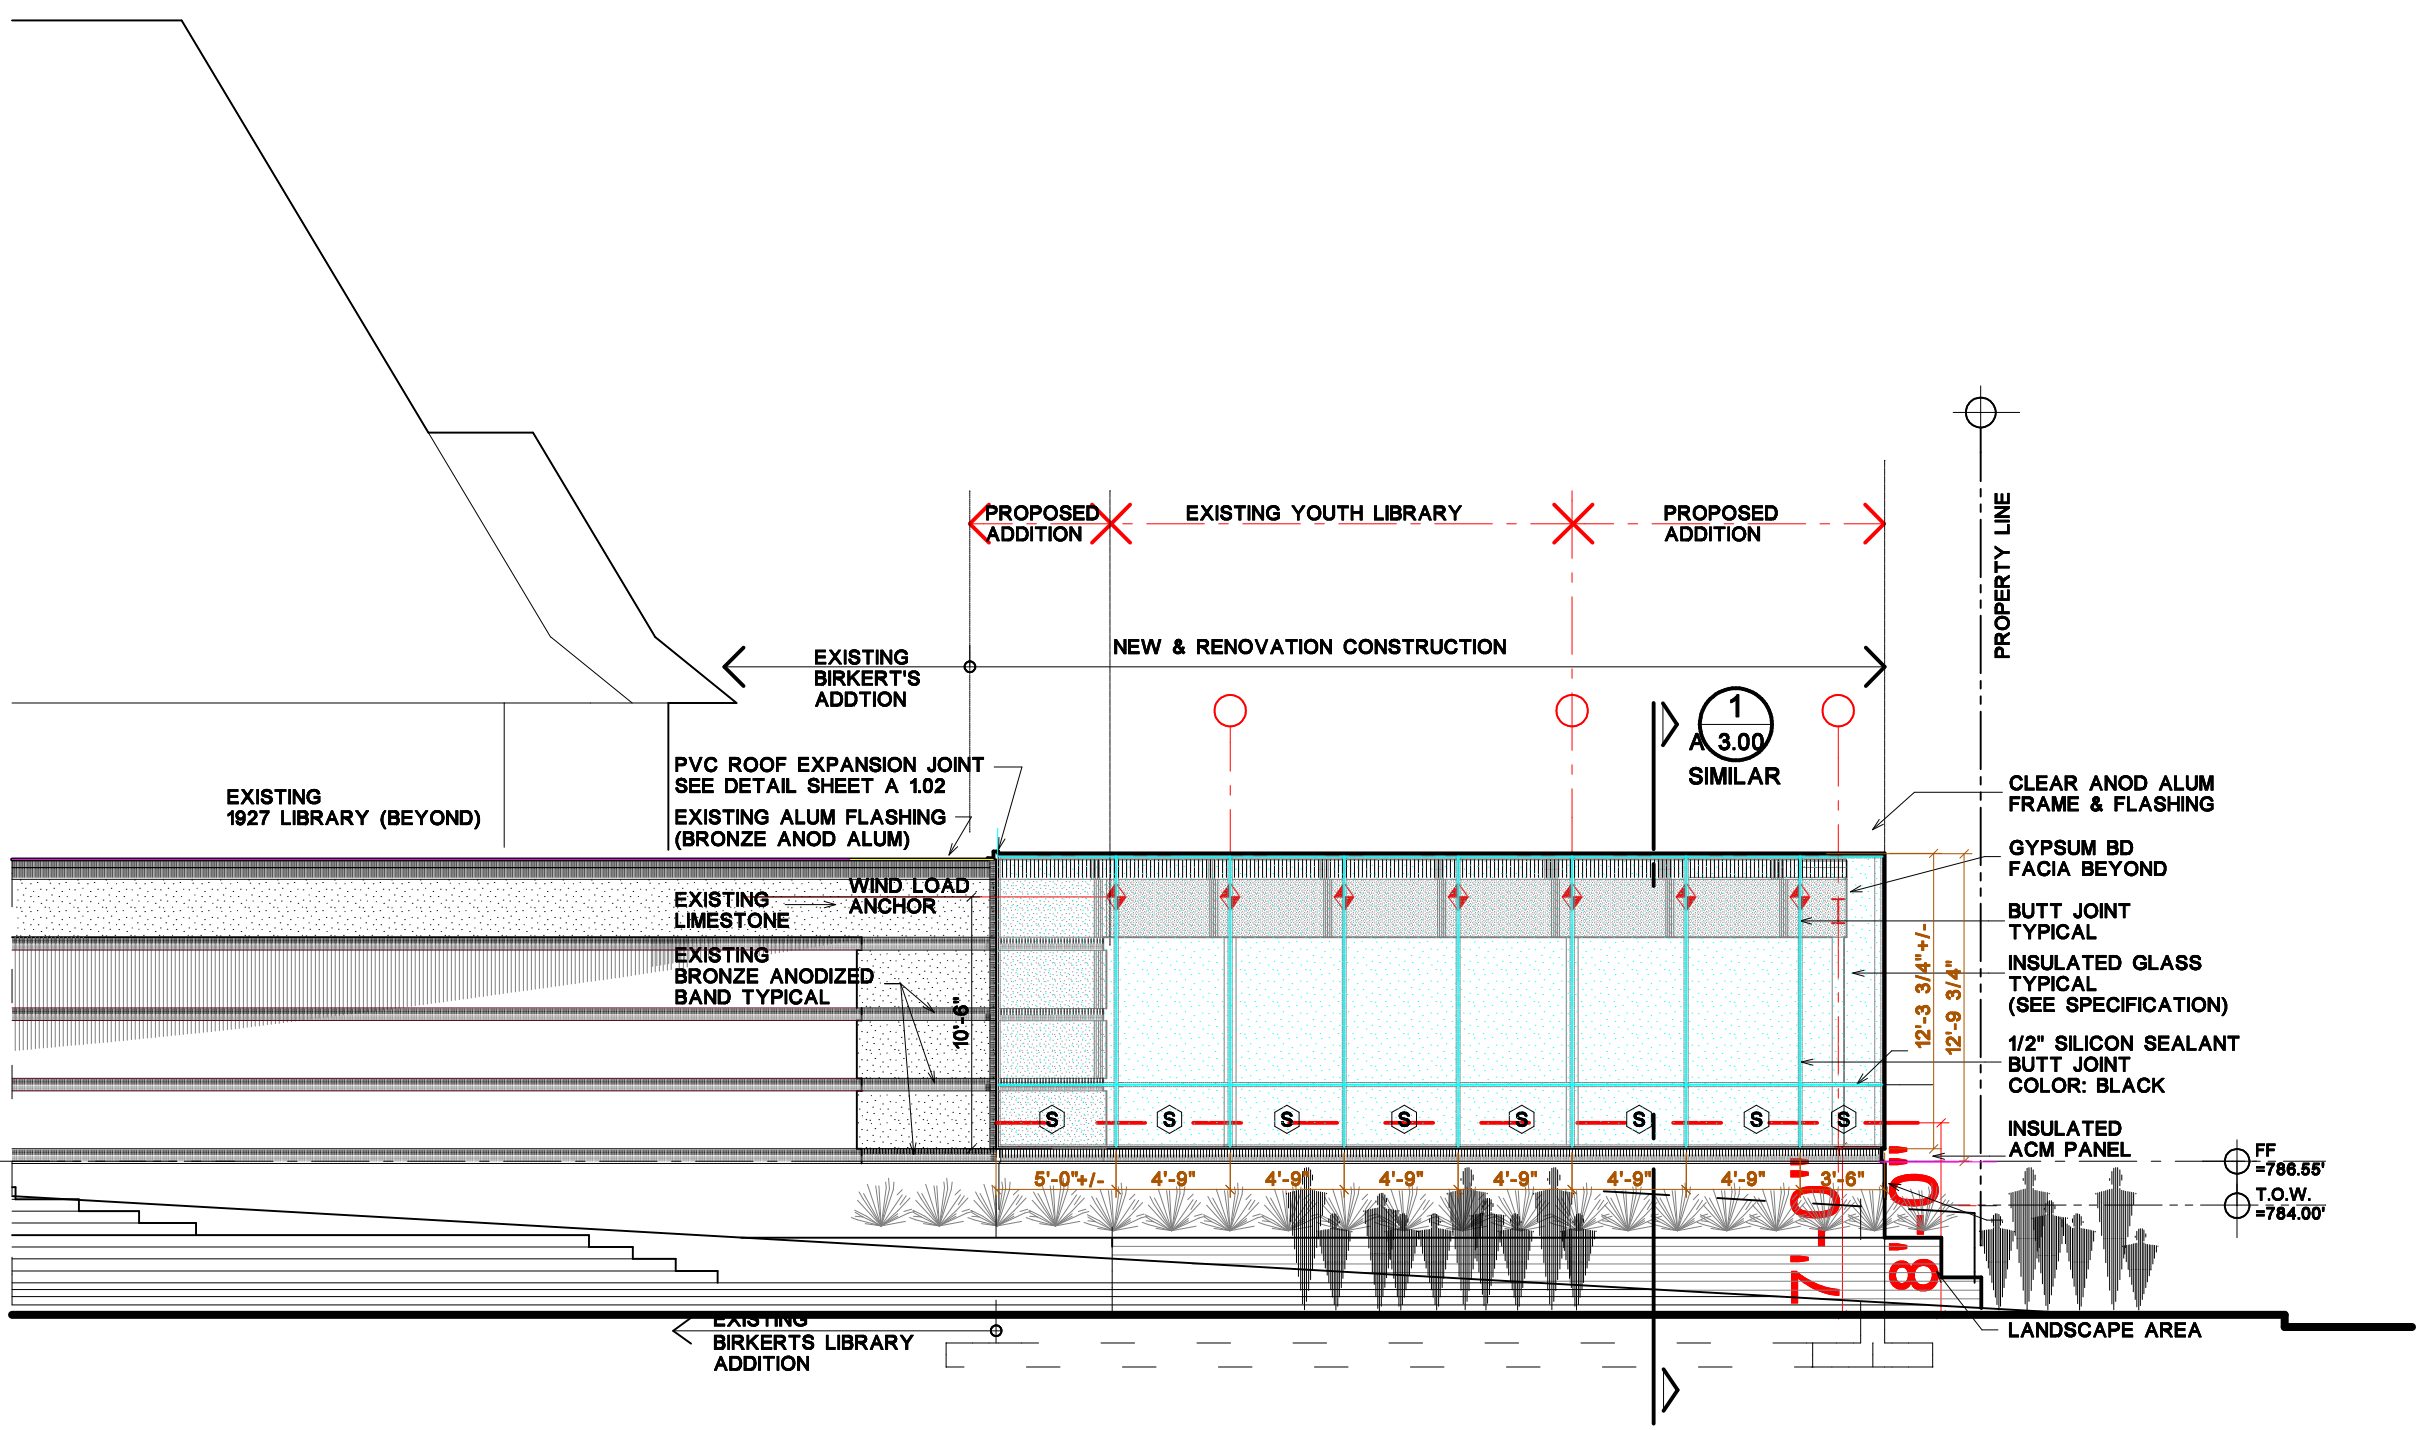 PROPOSED
ADDITION
EXISTING YOUTH LIBRARY
PROPOSED
ADDITION
PROPERTY LINE
NEW & RENOVATION CONSTRUCTION
EXISTING
BIRKERT'S
ADDTION
1
A 3.00
SIMILAR
PVC ROOF EXPANSION JOINT
SEE DETAIL SHEET A 1.02
EXISTING ALUM FLASHING
(BRONZE ANOD ALUM)
EXISTING
1927 LIBRARY (BEYOND)
WIND LOAD
ANCHOR
EXISTING
LIMESTONE
EXISTING
BRONZE ANODIZED
BAND TYPICAL
10'-6"
CLEAR ANOD ALUM
FRAME & FLASHING
GYPSUM BD
FACIA BEYOND
BUTT JOINT
TYPICAL
INSULATED GLASS
TYPICAL
(SEE SPECIFICATION)
1/2" SILICON SEALANT
BUTT JOINT
COLOR: BLACK
INSULATED
ACM PANEL
12'-3 3/4"+/-
12'-9 3/4"
S S S S S S S S
5'-0"+/- 4'-9" 4'-9" 4'-9" 4'-9" 4'-9" 4'-9" 3'-6"
7'-0"
8'-0"
FF
=786.55'
T.O.W.
=784.00'
LANDSCAPE AREA
EXISTING
BIRKERTS LIBRARY
ADDITION